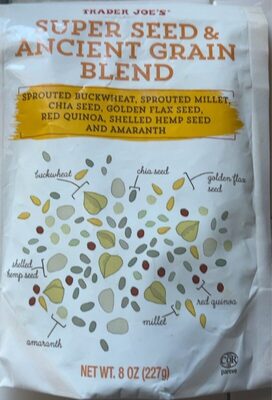 TRADER JOE'S
SUPER SEED &
ANCIENT GRAIN
BLEND
SPROUTED BUCKWHEAT, SPROUTED MILLET,
CHIA SEED, GOLDEN FLAX SEED,
RED QUINOA, SHELLED HEMP SEED
AND AMARANTH
buckwheat
chia seed
golden flax
seed
shelled
hemp seed
red quinoa
millet
amaranth
COR
pareve
NET WT. 8 OZ (227g)